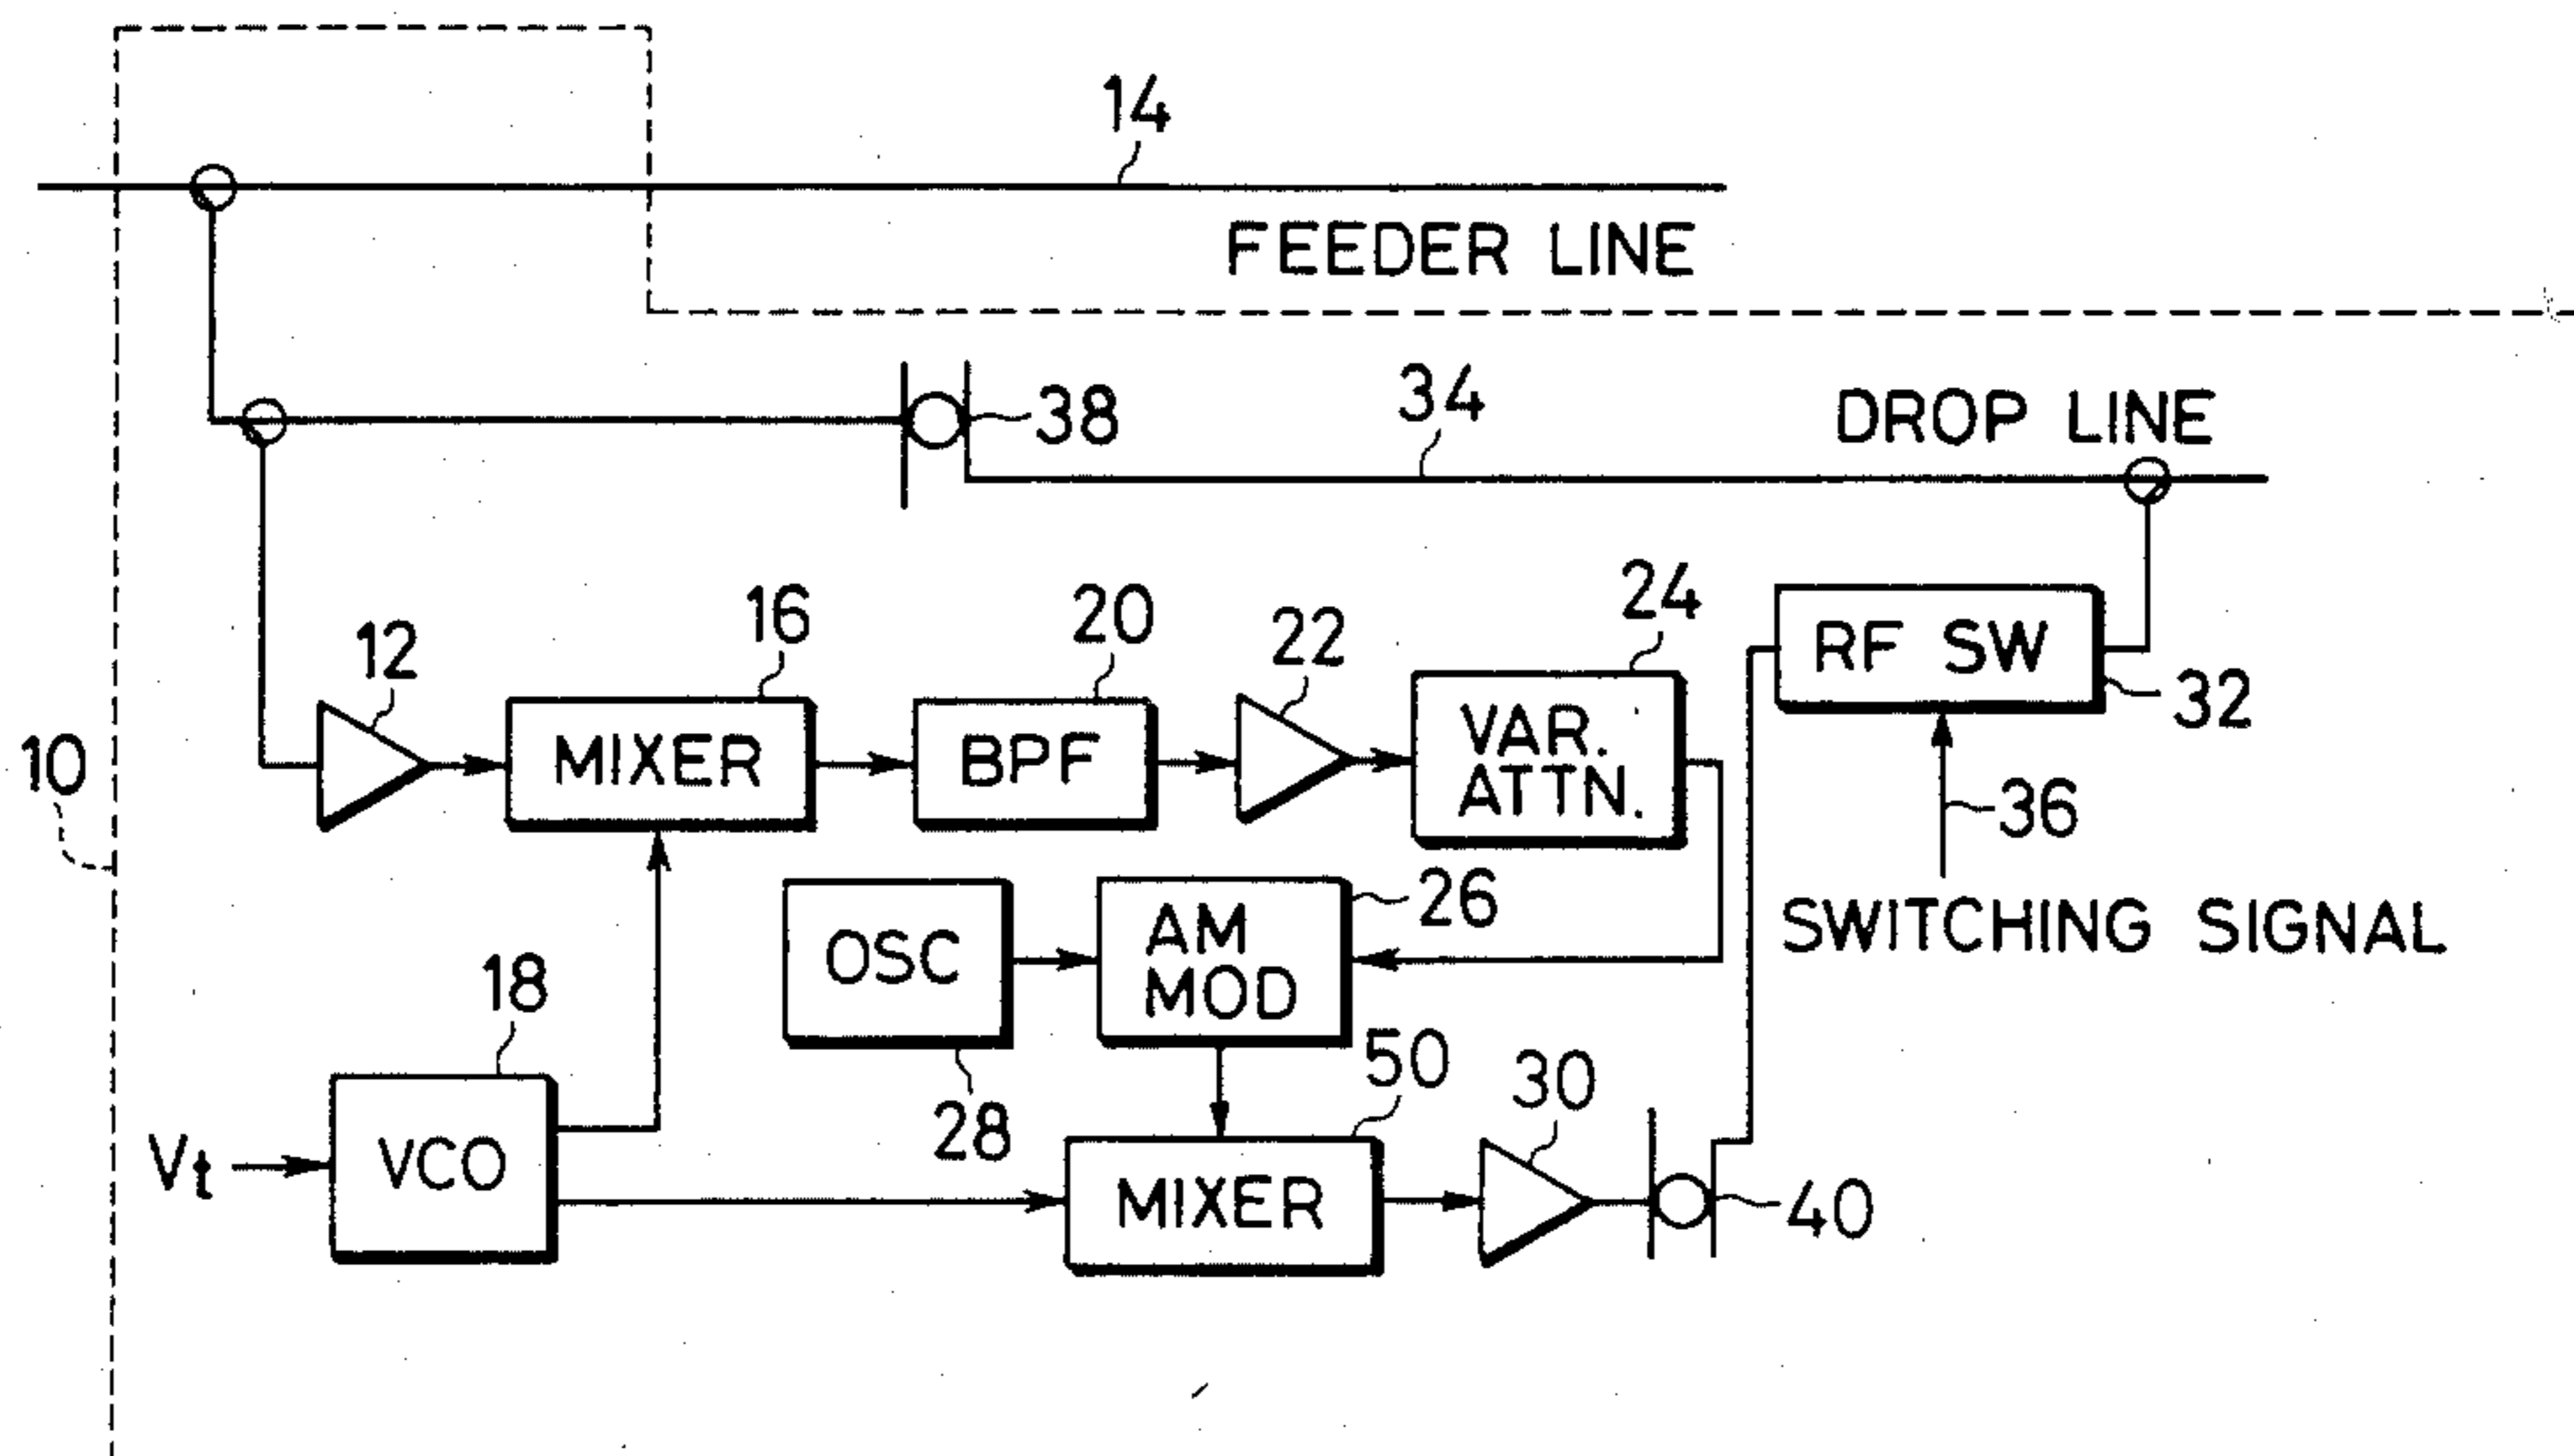 14
FEEDER LINE
38
34
DROP LINE
12
16
20
22
24
RF SW
32
10
MIXER
BPF
VAR.
ATTN.
36
SWITCHING SIGNAL
OSC
AM
MOD
26
18
28
50
30
Vt
VCO
MIXER
40